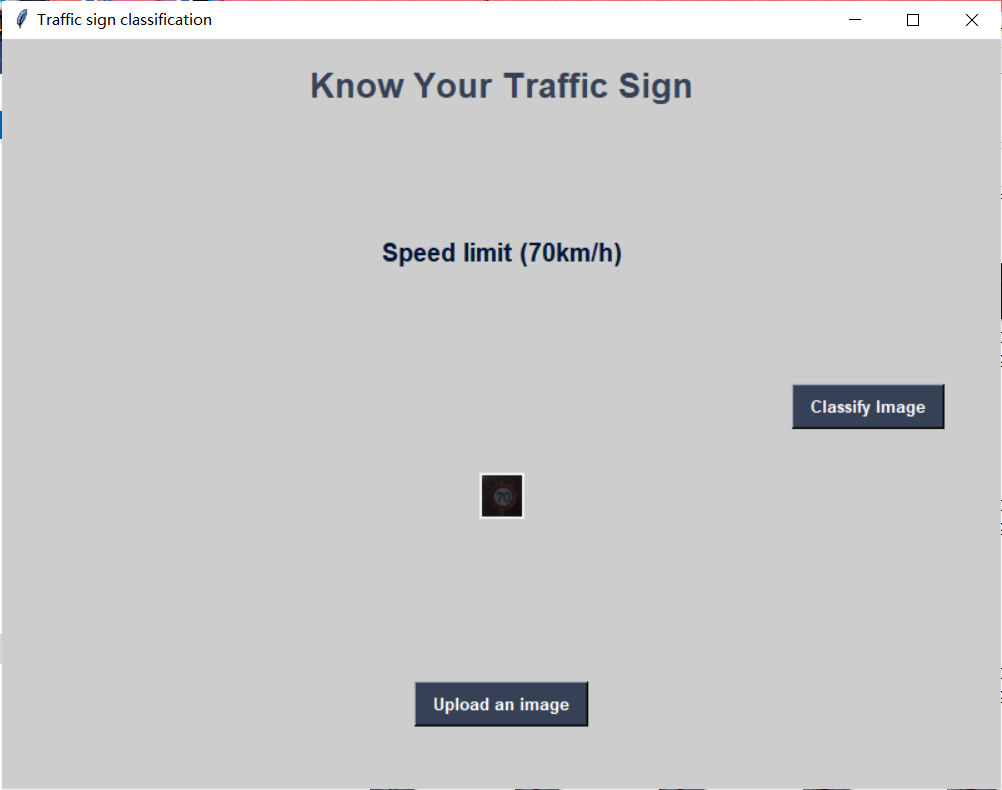 Traffic sign classification
Know Your Traffic Sign
Speed limit (70km/h)
Classify Image
70
Upload an image